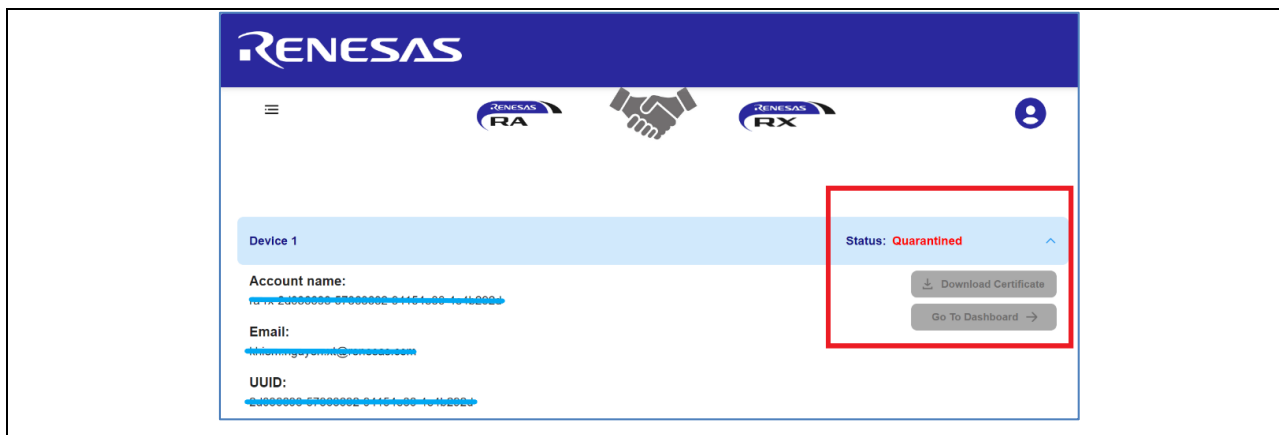 RENESAS
RENESAS
RA
RENESAS
RX
Device 1
Status: Quarantined
Account name:
Download Certificate
Go To Dashboard
Email:
UUID: